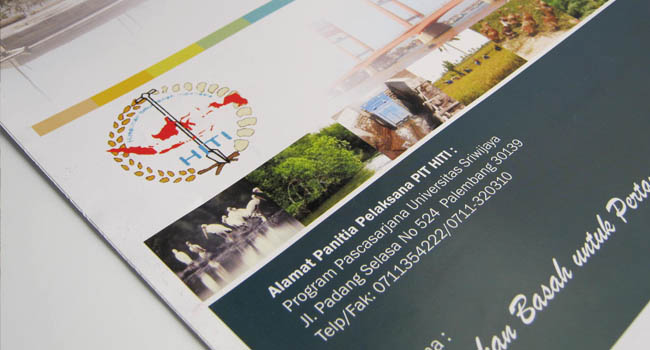 HITI
Alamat Panitia Pelaksana PIT HITI :
Program Pascasarjana Universitas Sriwijaya
Jl. Padang Selasa No 524 Palembang 30139
Telp/Fak: 0711354222/0711-320310
Basah untuk
: